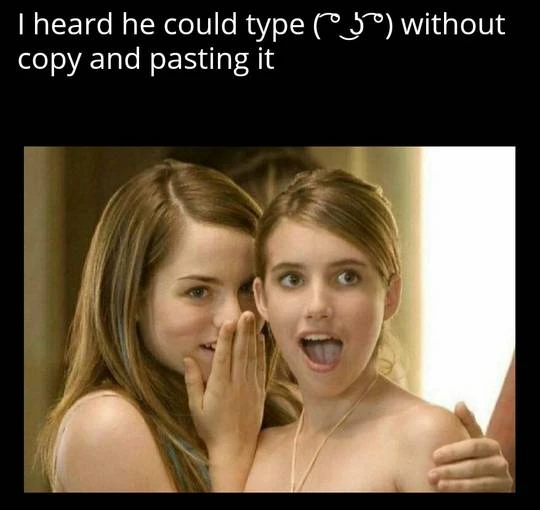 I heard he could type ( ͡° ͜ʖ ͡°) without
copy and pasting it